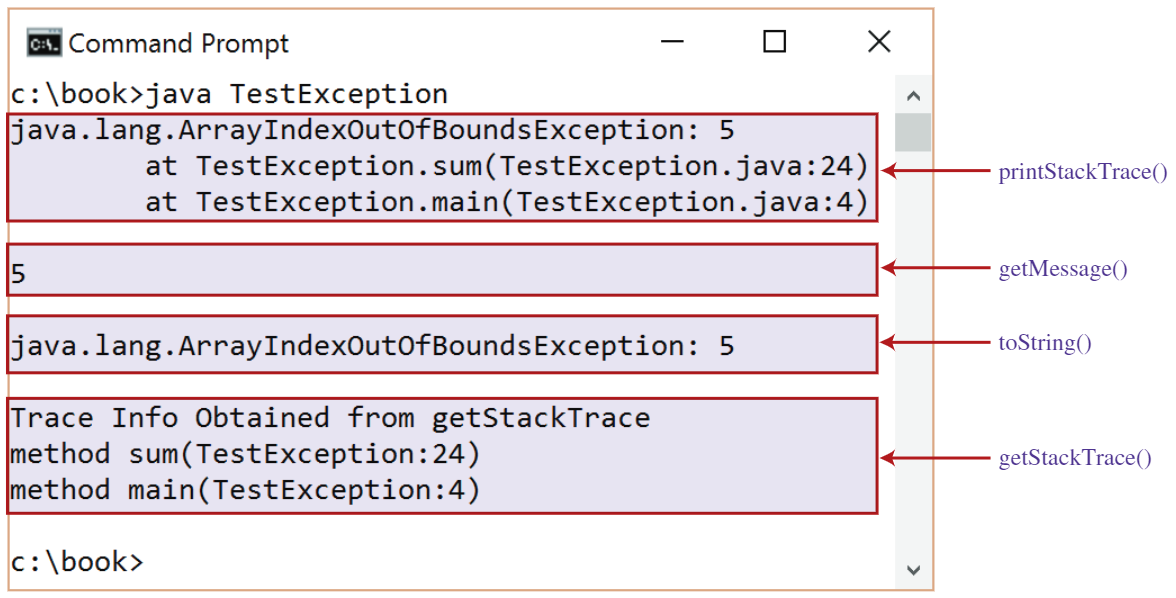 Command Prompt
c:\book>java TestException
java.lang.ArrayIndexOutOfBoundsException: 5
at TestException.sum(TestException.java:24)
at TestException.main(TestException.java:4)
printStackTrace()
5
getMessage()
java.lang.ArrayIndexOutOfBoundsException: 5
toString()
Trace Info Obtained from getStackTrace
method sum(TestException:24)
method main(TestException:4)
getStackTrace()
c:\book>